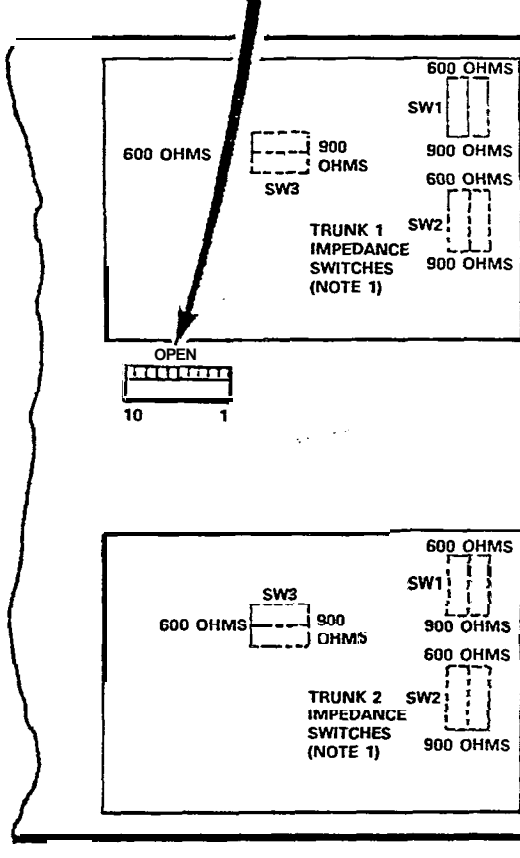 600 OHMS
SW1
900 OHMS
600 OHMS
900
OHMS
SW3
600 OHMS
SW2
900 OHMS
TRUNK 1
IMPEDANCE
SWITCHES
(NOTE 1)
OPEN
10 1
600 OHMS
SW1
900 OHMS
SW3
600 OHMS
900
OHMS
600 OHMS
SW2
900 OHMS
TRUNK 2
IMPEDANCE
SWITCHES
(NOTE 1)